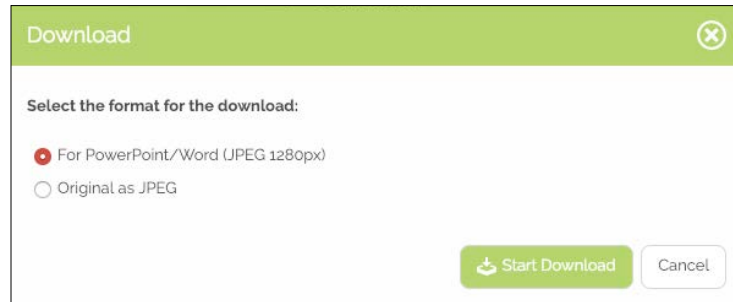 Download
Select the format for the download:
For PowerPoint/Word (JPEG 1280px)
Original as JPEG
Start Download
Cancel